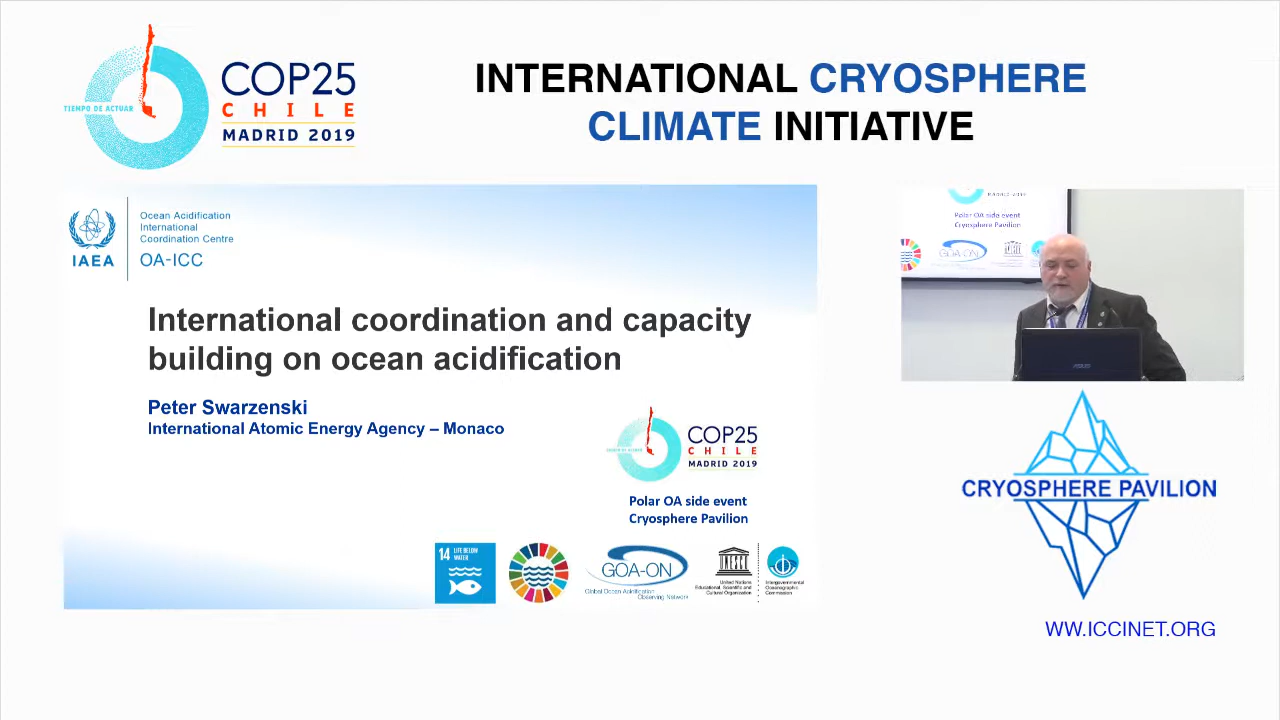 TIEMPO DE ACTUAR
COP25
CHILE
MADRID 2019
INTERNATIONAL CRYOSPHERE
CLIMATE INITIATIVE
IAEA
Ocean Acidification
International
Coordination Centre
OA-ICC
International coordination and capacity
building on ocean acidification
Peter Swarzenski
International Atomic Energy Agency – Monaco
COP25
CHILE
MADRID 2019
Polar OA side event
Cryosphere Pavilion
14 LIFE BELOW
WATER
GOA-ON
Global Ocean Acidification
Observing Network
United Nations
Educational, Scientific and
Cultural Organization
Intergovernmental
Oceanographic
Commission
Polar OA side event
Cryosphere Pavilion
GOA-ON
CRYOSPHERE PAVILION
WW.ICCINET.ORG